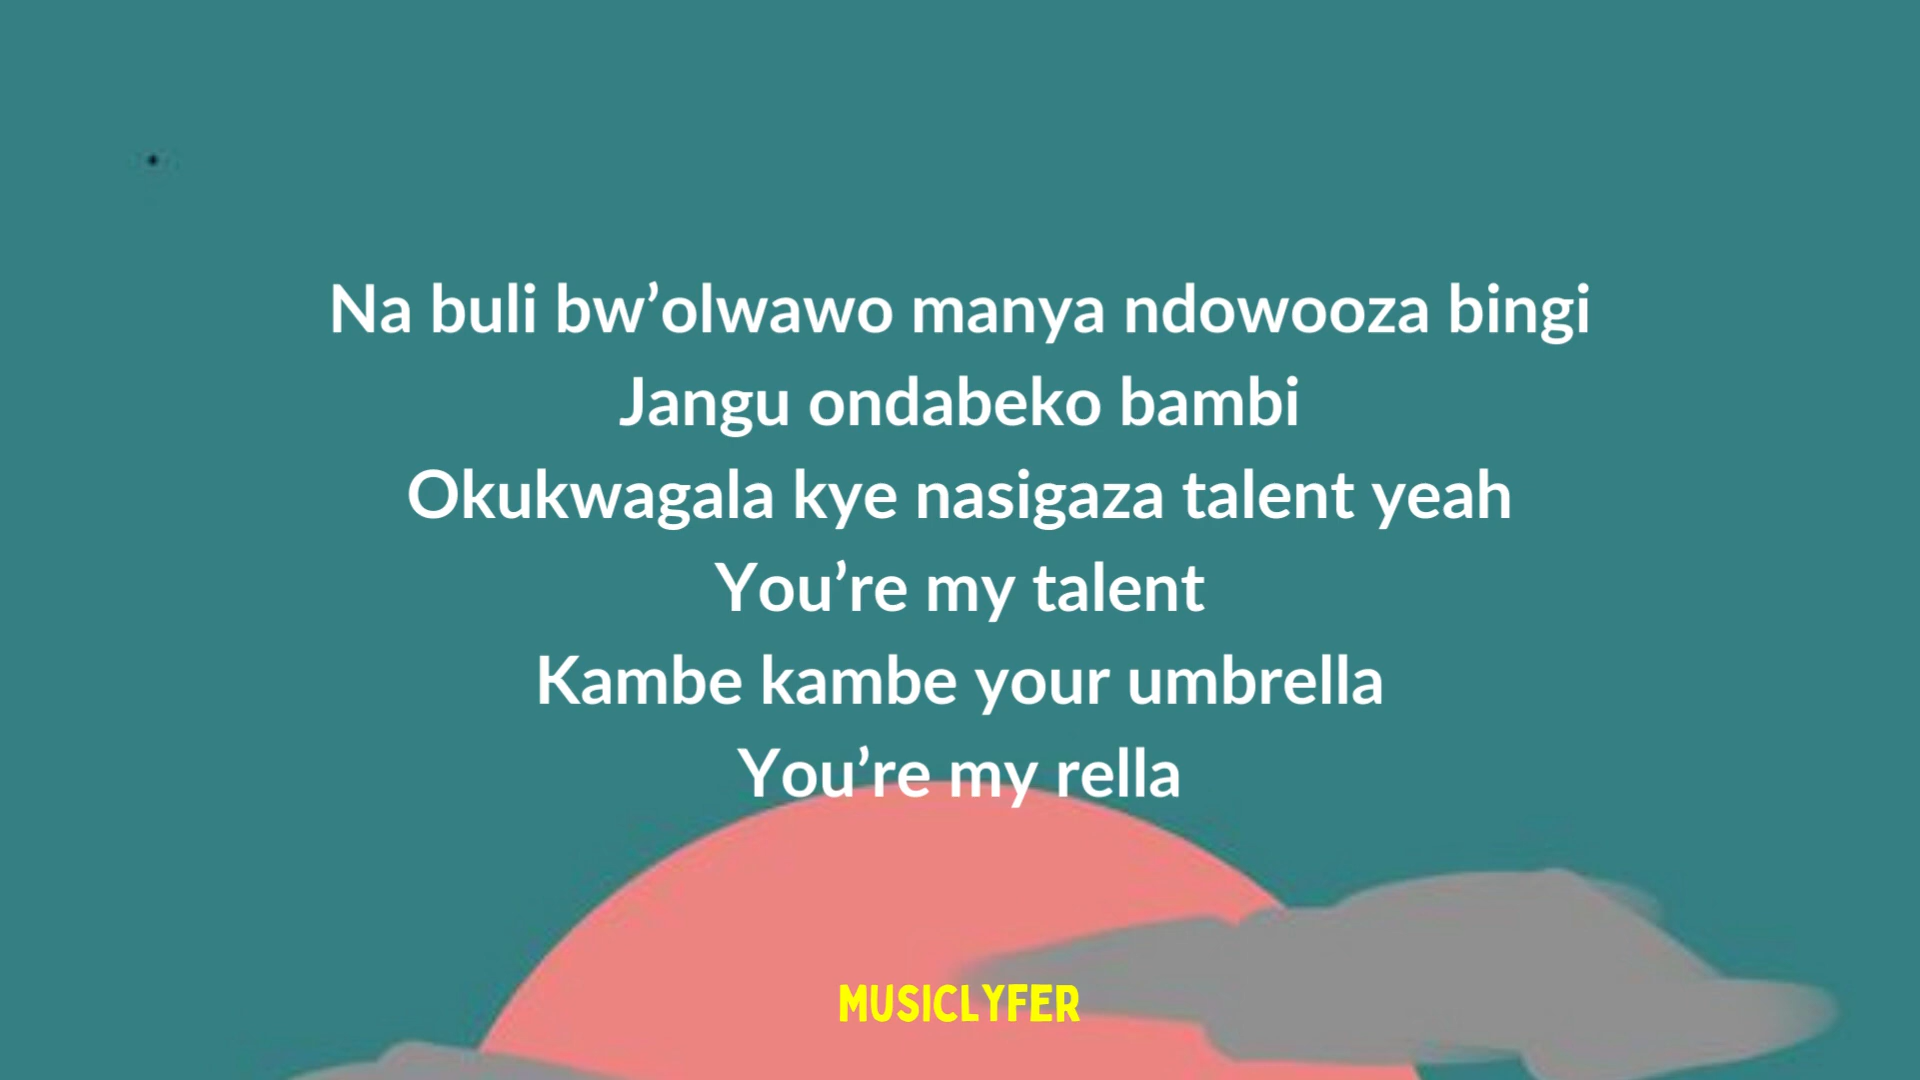 Na buli bw’olwawo manya ndowooza bingi
Jangu ondabeko bambi
Okukwagala kye nasigaza talent yeah
You’re my talent
Kambe kambe your umbrella
You’re my rella
MUSICLYFER